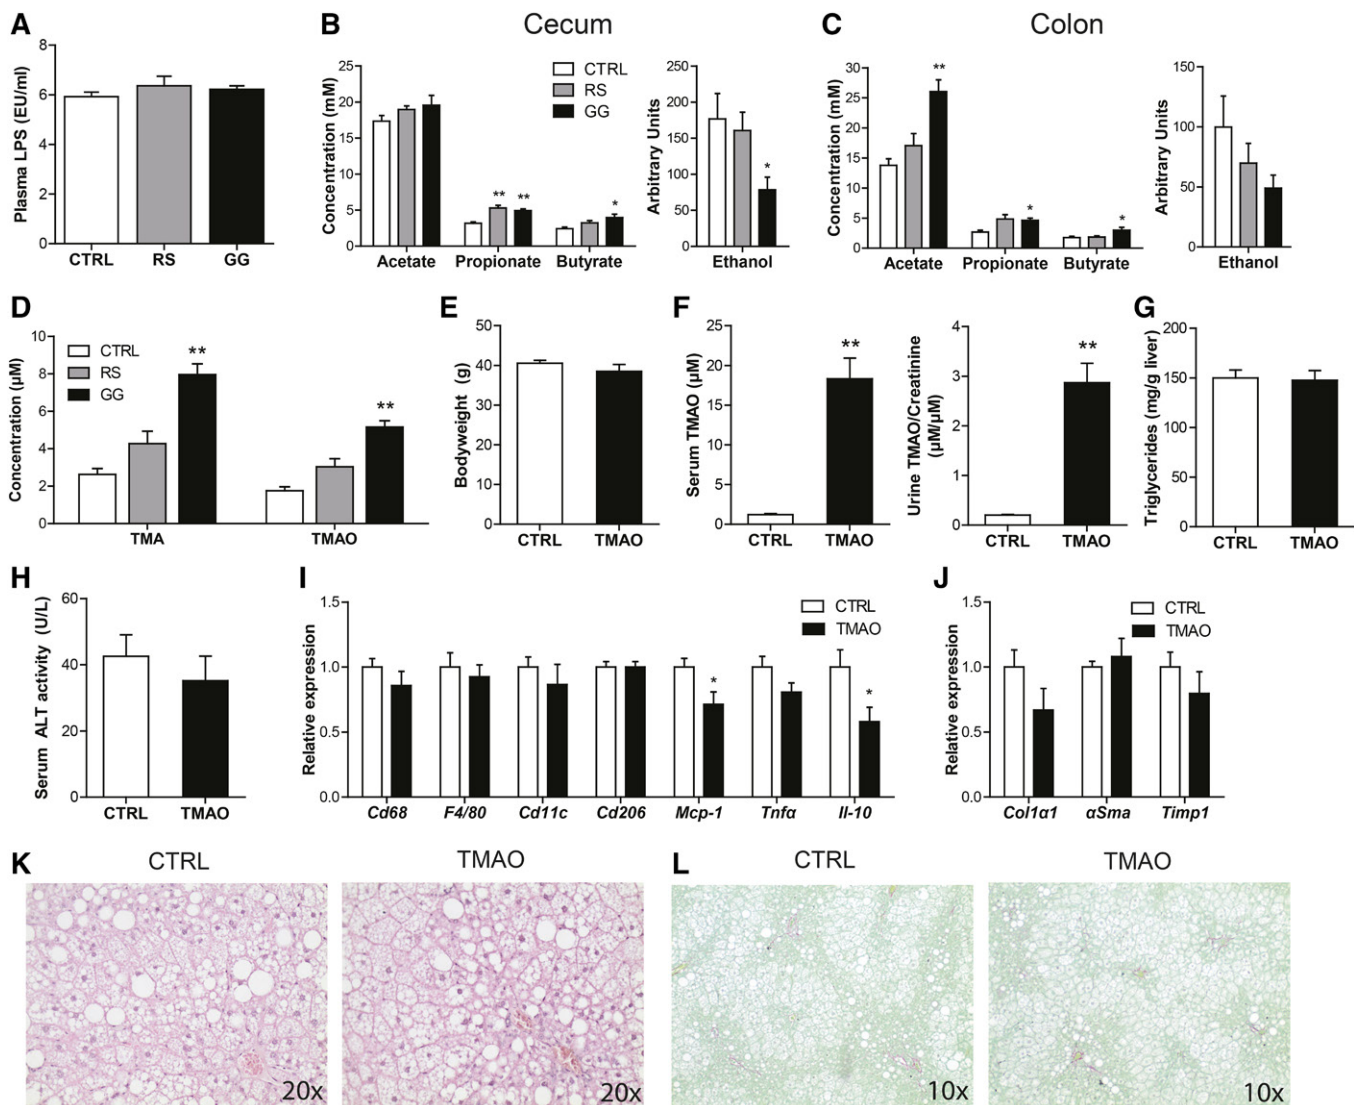 A
Plasma LPS (EU/ml)
8
6
4
2
0
CTRL RS GG
B
Cecum
Concentration (mM)
25
20
15
10
5
0
** **
*
Acetate Propionate Butyrate
CTRL
RS
GG
Arbitrary Units
250
200
150
100
50
0
*
Ethanol
C
Colon
Concentration (mM)
30
25
20
15
10
5
0
**
*
*
Acetate Propionate Butyrate
Arbitrary Units
150
100
50
0
Ethanol
D
Concentration (µM)
10
8
6
4
2
0
CTRL
RS
GG
**
**
TMA TMAO
E
Bodyweight (g)
50
40
30
20
10
0
CTRL TMAO
F
Serum TMAO (µM)
25
20
15
10
5
0
**
CTRL TMAO
Urine TMAO/Creatinine
(µM/µM)
4
3
2
1
0
**
CTRL TMAO
G
Triglycerides (mg/g liver)
200
150
100
50
0
CTRL TMAO
H
Serum ALT activity (U/L)
60
40
20
0
CTRL TMAO
I
Relative expression
1.5
1.0
0.5
0.0
CTRL
TMAO
*
*
Cd68 F4/80 Cd11c Cd206 Mcp-1 Tnfα Il-10
J
Relative expression
1.5
1.0
0.5
0.0
CTRL
TMAO
Col1α1 αSma Timp1
K
CTRL TMAO
20x 20x
L
CTRL TMAO
10x 10x